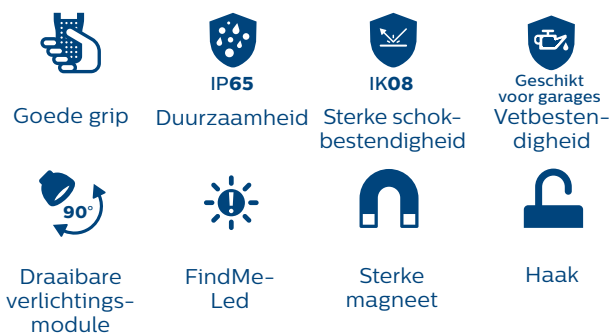 IP65
IK08
Geschikt
voor garages
Goede grip
Duurzaamheid
Sterke schok-
bestendigheid
Vetbesten-
digheid
90°
Draaibare
verlichtings-
module
FindMe-
Led
Sterke
magneet
Haak